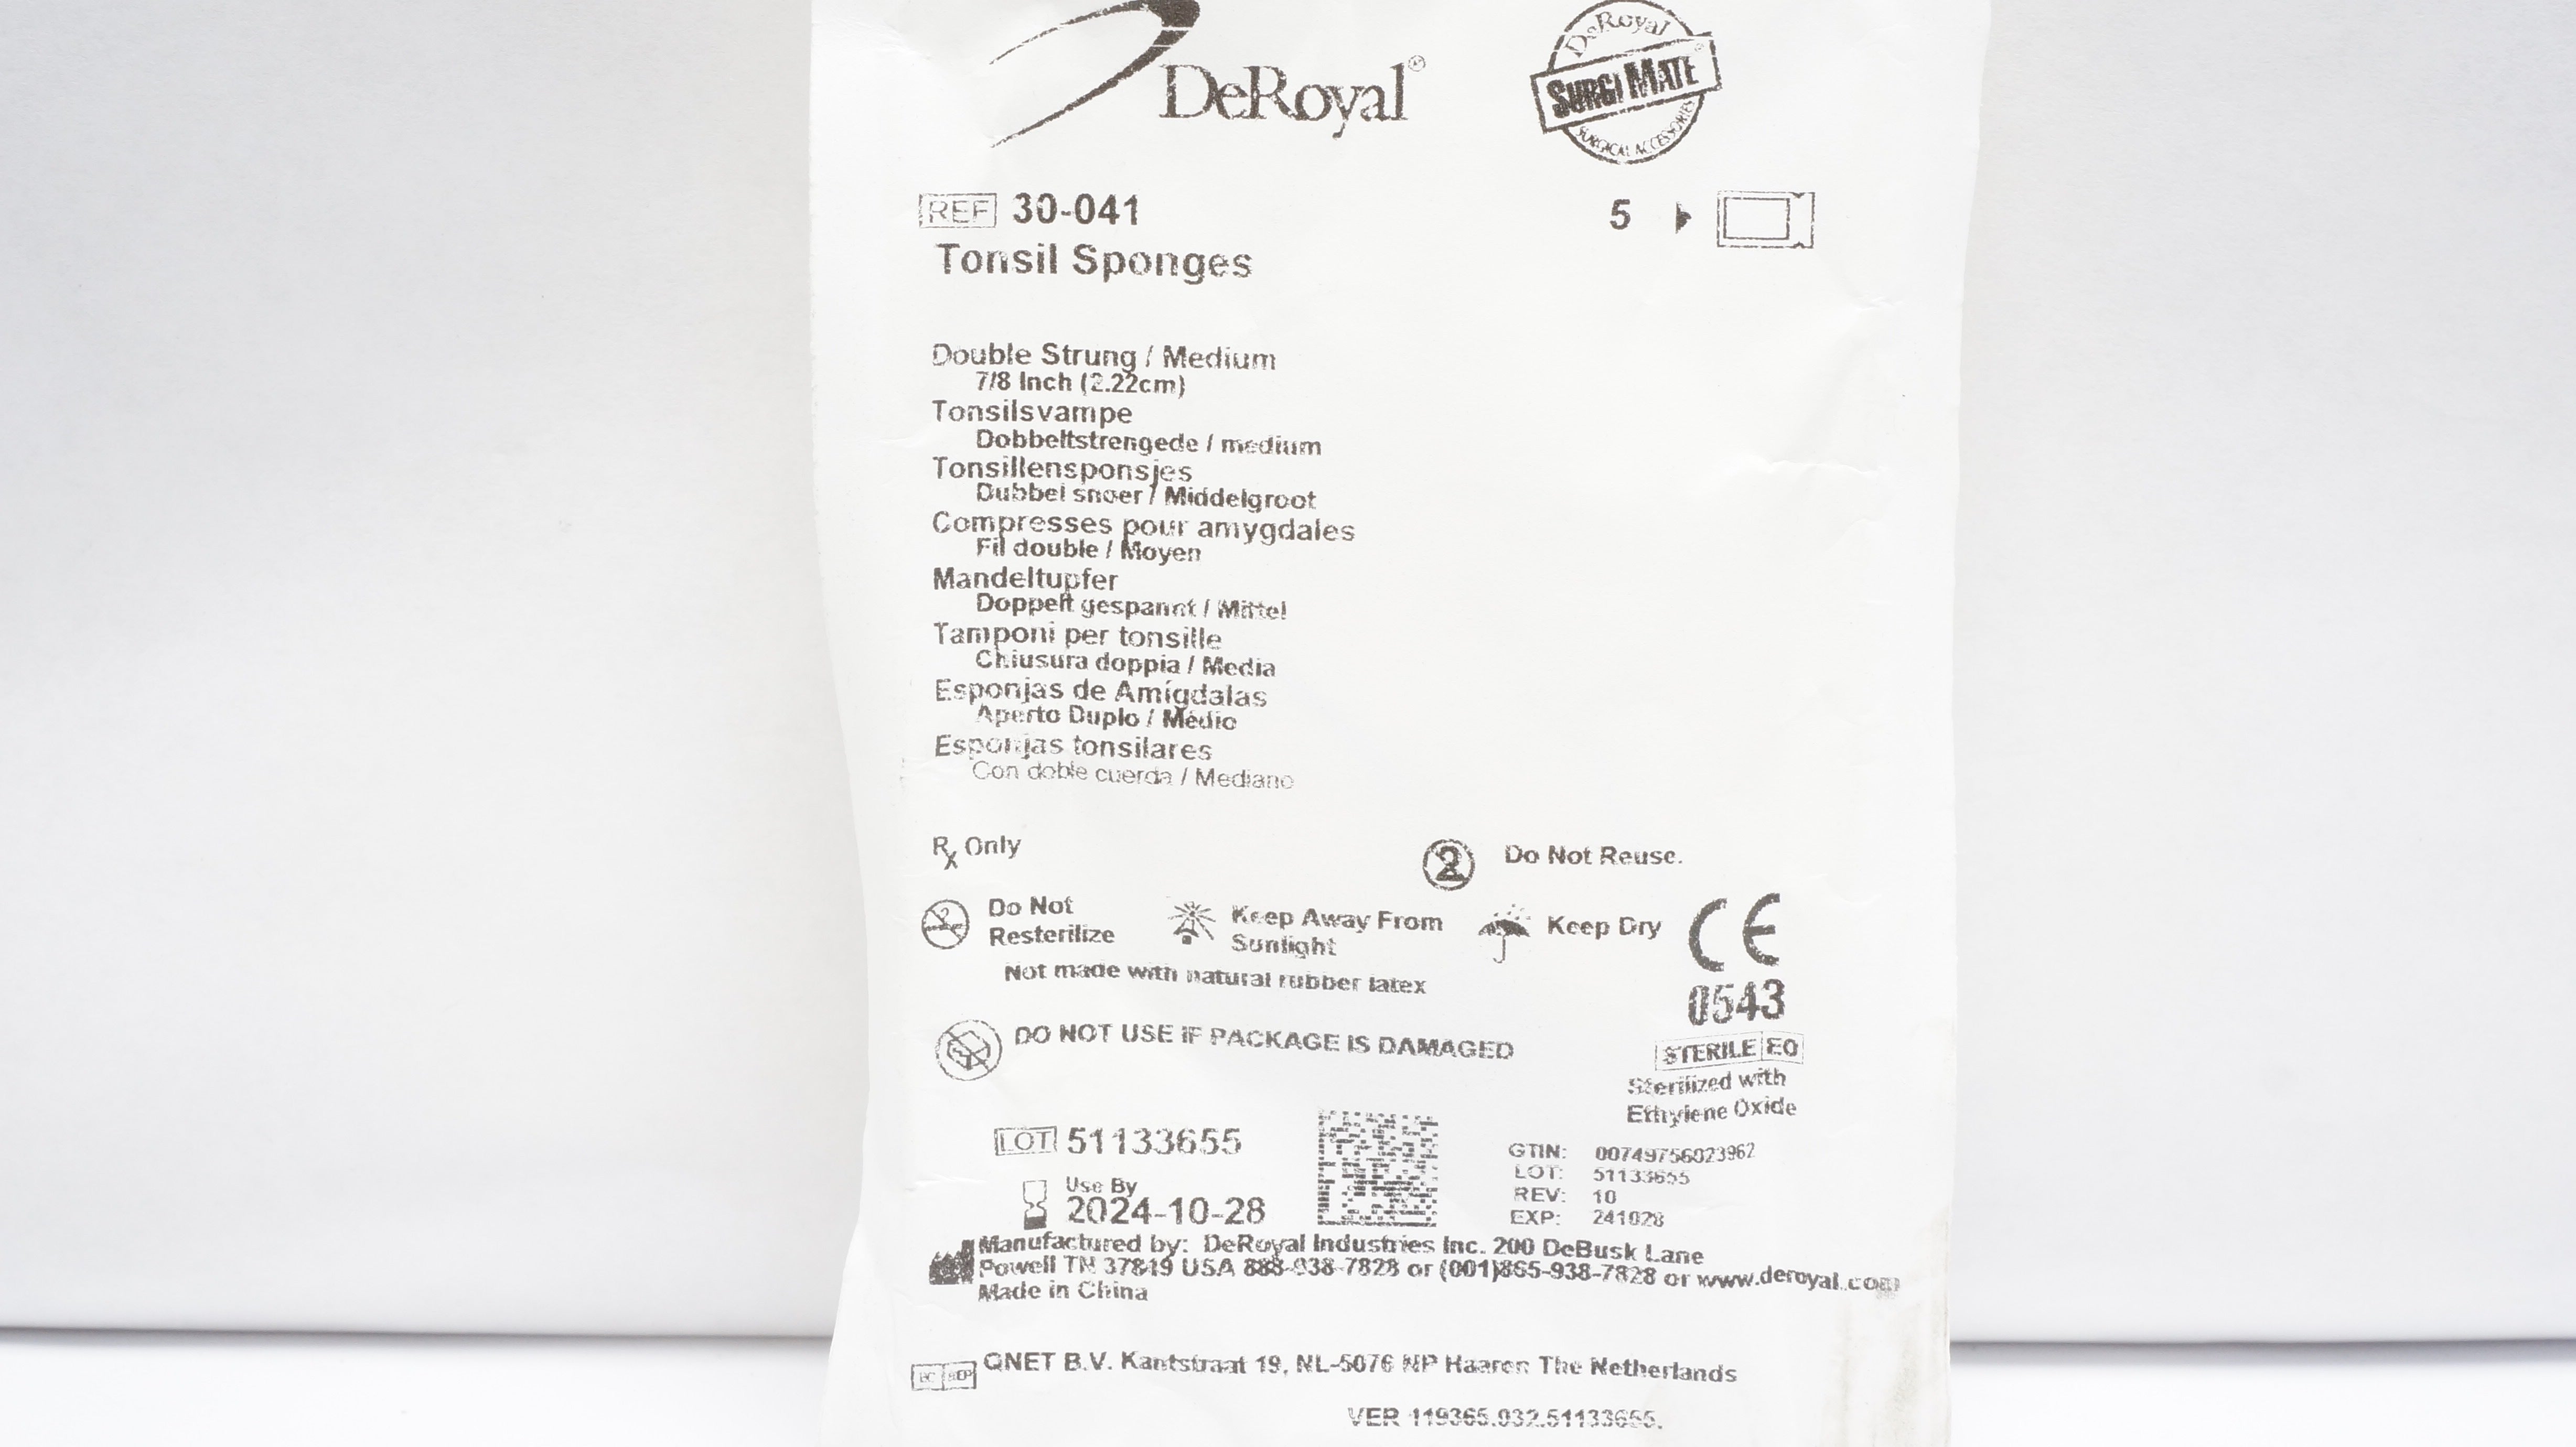 DeRoyal®
DeRoyal
SURGI MATE®
SURGICAL ACCESSORIES
REF 30-041
5
Tonsil Sponges
Double Strung / Medium
7/8 Inch (2.22cm)
Tonsilsvampe
Dobbeltstrengede / medium
Tonsillensponsjes
Dubbel snoer / Middelgroot
Compresses pour amygdales
Fil double / Moyen
Mandeltupfer
Doppelt gespannt / Mittel
Tamponi per tonsille
Chiusura doppia / Media
Esponjas de Amígdalas
Aperto Duplo / Médio
Esponjas tonsilares
Con doble cuerda / Mediano
Rx Only
2 Do Not Reuse.
2 Do Not
Resterilize
Keep Away From
Sunlight
Keep Dry
CE
0543
Not made with natural rubber latex
DO NOT USE IF PACKAGE IS DAMAGED
STERILE EO
Sterilized with
Ethylene Oxide
LOT 51133655
Use By
2024-10-28
GTIN: 00749756023962
LOT: 51133655
REV: 10
EXP: 241028
Manufactured by: DeRoyal Industries Inc. 200 DeBusk Lane
Powell TN 37849 USA 888-938-7828 or (001)865-938-7828 or www.deroyal.com
Made in China
EC REP QNET B.V. Kantstraat 19, NL-5076 NP Haaren The Netherlands
VER 119365.032.51133655.